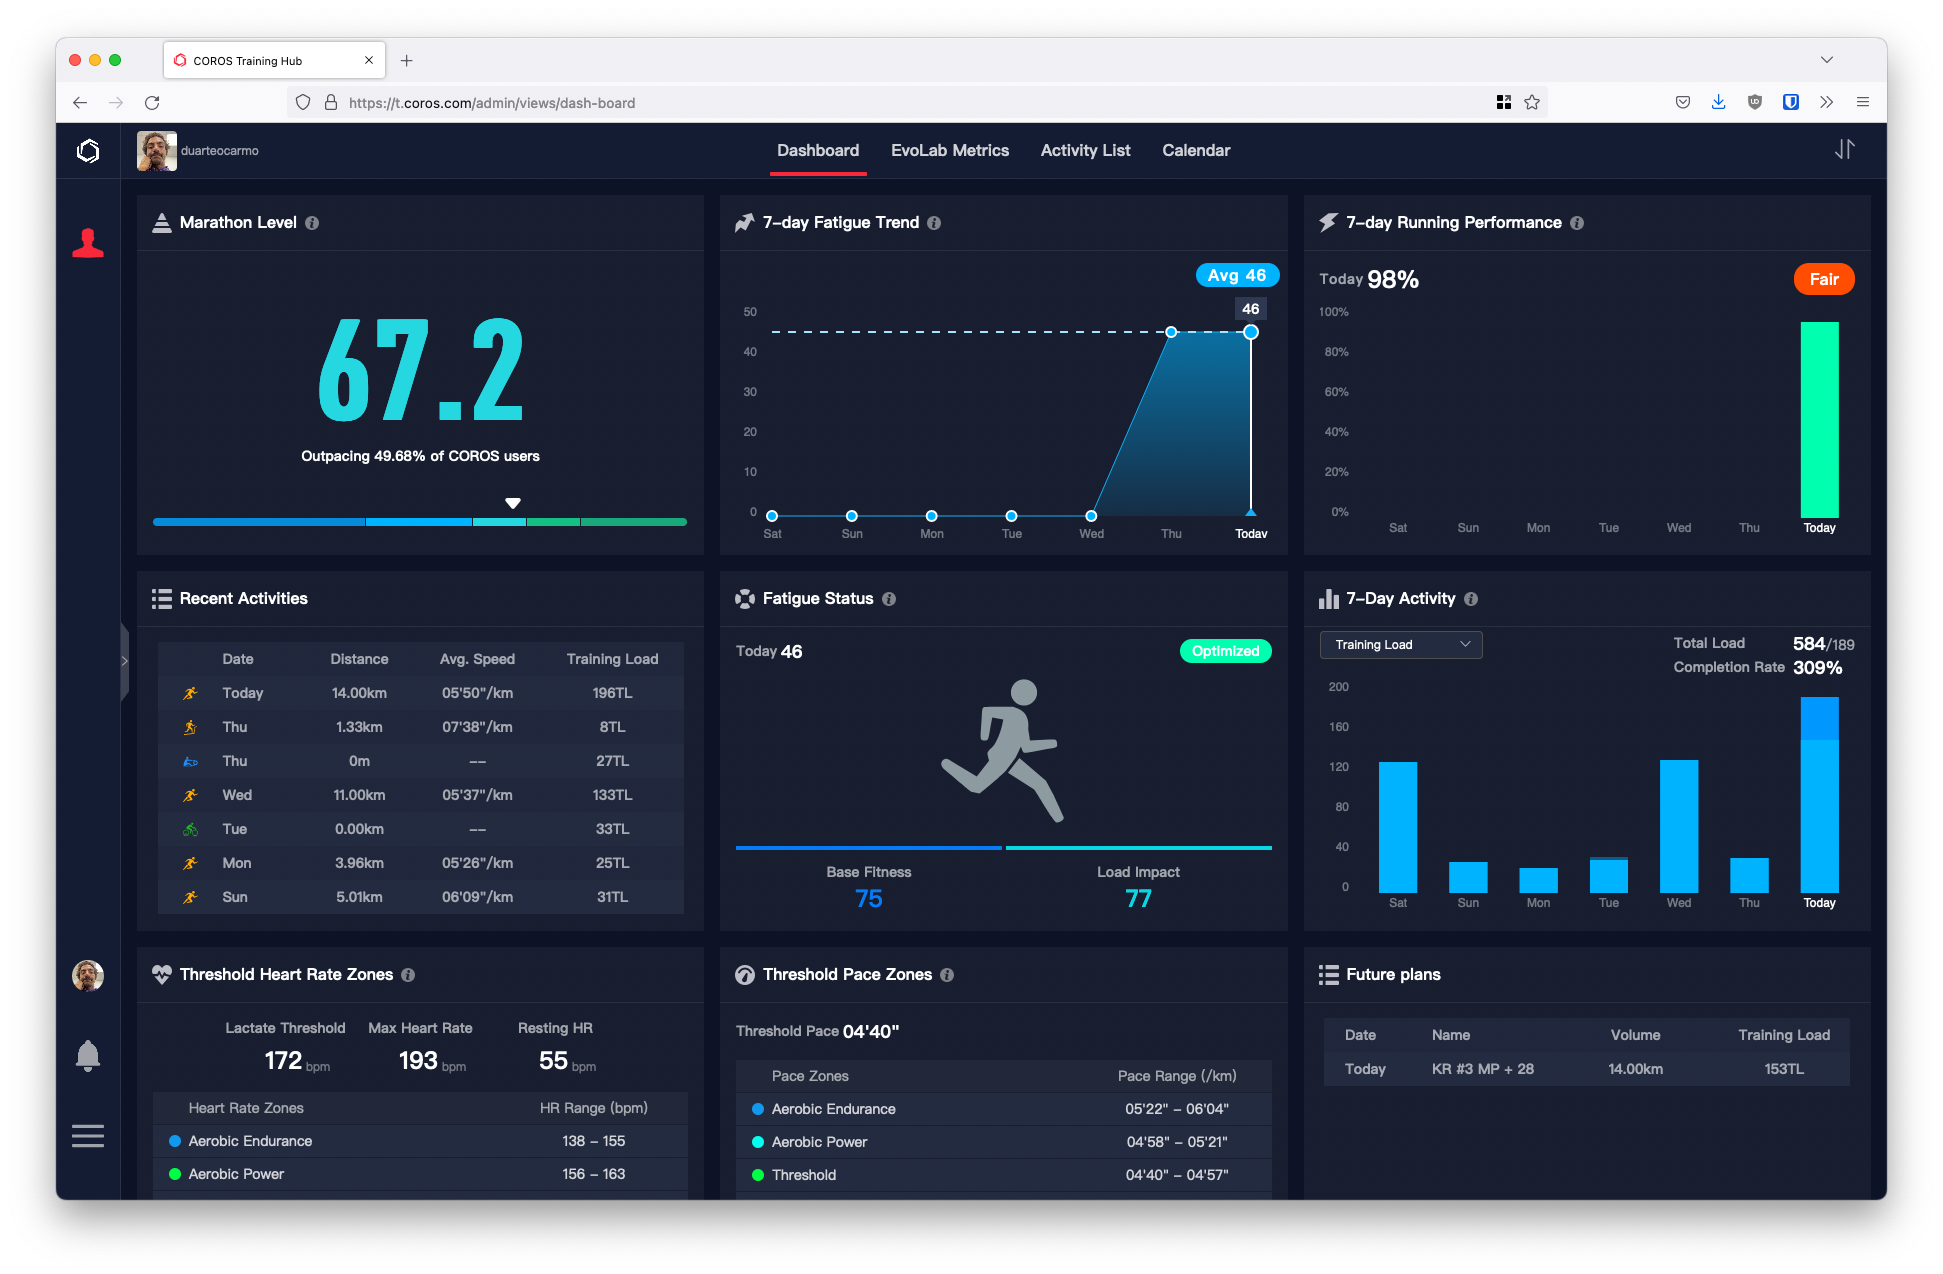 COROS Training Hub
https://t.coros.com/admin/views/dash-board
duarteocarmo
Dashboard EvoLab Metrics Activity List Calendar
Marathon Level
67.2
Outpacing 49.68% of COROS users
7-day Fatigue Trend
Avg 46
46
50
40
30
20
10
0
Sat Sun Mon Tue Wed Thu Today
7-day Running Performance
Today 98% Fair
100%
80%
60%
40%
20%
0%
Sat Sun Mon Tue Wed Thu Today
Recent Activities
Date Distance Avg. Speed Training Load
Today 14.00km 05'50"/km 196TL
Thu 1.33km 07'38"/km 8TL
Thu 0m -- 27TL
Wed 11.00km 05'37"/km 133TL
Tue 0.00km -- 33TL
Mon 3.96km 05'26"/km 25TL
Sun 5.01km 06'09"/km 31TL
Fatigue Status
Today 46 Optimized
Base Fitness Load Impact
75 77
7-Day Activity
Training Load
Total Load 584/189
Completion Rate 309%
200
160
120
80
40
0
Sat Sun Mon Tue Wed Thu Today
Threshold Heart Rate Zones
Lactate Threshold Max Heart Rate Resting HR
172 bpm 193 bpm 55 bpm
Heart Rate Zones HR Range (bpm)
Aerobic Endurance 138 - 155
Aerobic Power 156 - 163
Threshold Pace Zones
Threshold Pace 04'40"
Pace Zones Pace Range (/km)
Aerobic Endurance 05'22" - 06'04"
Aerobic Power 04'58" - 05'21"
Threshold 04'40" - 04'57"
Future plans
Date Name Volume Training Load
Today KR #3 MP + 28 14.00km 153TL